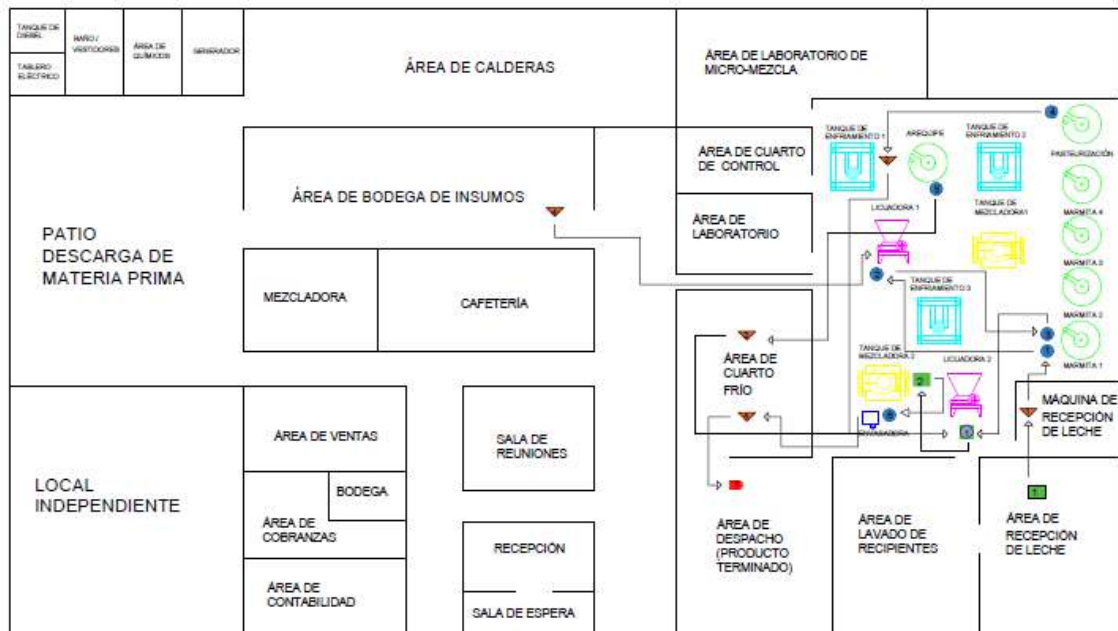 TANQUE DE
DIESEL
TABLERO
ELÉCTRICO
BAÑO /
VESTIDORES
ÁREA DE
QUÍMICOS
GENERADOR
ÁREA DE CALDERAS
ÁREA DE LABORATORIO DE
MICRO-MEZCLA
TANQUE DE
ENFRIAMIENTO 1
AREQUIPE
TANQUE DE
ENFRIAMIENTO 2
PASTEURIZACIÓN
ÁREA DE CUARTO
DE CONTROL
ÁREA DE BODEGA DE INSUMOS
ÁREA DE
LABORATORIO
LICUADORA 1
TANQUE DE
MEZCLADORA1
MARMITA 4
PATIO
DESCARGA DE
MATERIA PRIMA
MARMITA 3
MEZCLADORA
CAFETERÍA
TANQUE DE
ENFRIAMIENTO 3
MARMITA 2
ÁREA DE
CUARTO
FRÍO
TANQUE DE
MEZCLADORA 2
LICUADORA 2
MARMITA 1
2
ENVASADORA
MÁQUINA DE
RECEPCIÓN
DE LECHE
ÁREA DE VENTAS
SALA DE
REUNIONES
LOCAL
INDEPENDIENTE
BODEGA
ÁREA DE
COBRANZAS
1
ÁREA DE
DESPACHO
(PRODUCTO
TERMINADO)
ÁREA DE
LAVADO DE
RECIPIENTES
ÁREA DE
RECEPCIÓN
DE LECHE
RECEPCIÓN
ÁREA DE
CONTABILIDAD
SALA DE ESPERA